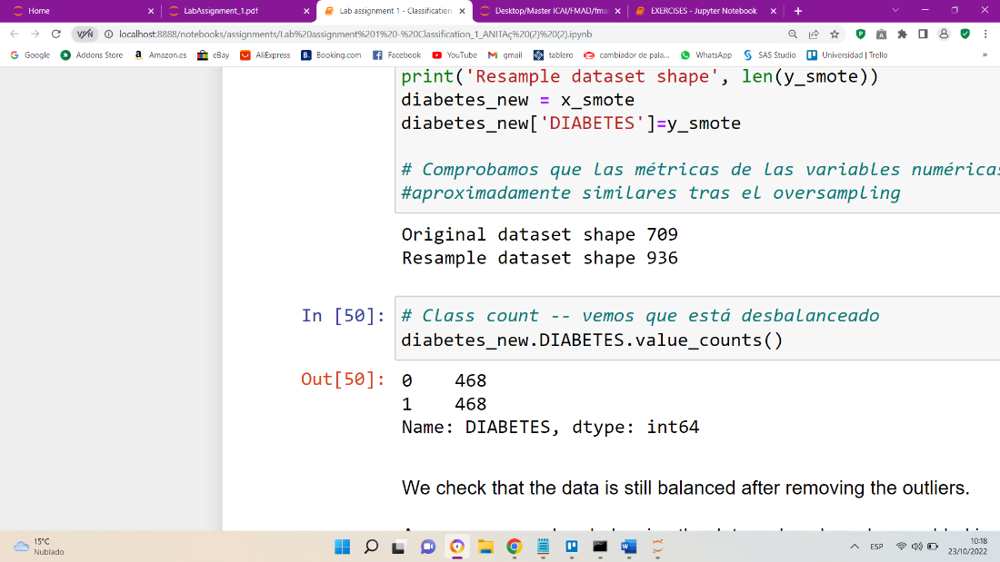 Home
LabAssignment_1.pdf
Lab assignment 1 - Classification
Desktop/Master ICAI/FMAD/fma
EXERCISES - Jupyter Notebook
VPN
localhost:8888/notebooks/assignments/Lab%20assignment%201%20-%20Classification_1_ANITAç%20(2)%20(2).ipynb
Google Addons Store Amazon.es eBay AliExpress Booking.com Facebook YouTube gmail tablero cambiador de pala... WhatsApp SAS Studio Universidad | Trello »
print('Resample dataset shape', len(y_smote))
diabetes_new = x_smote
diabetes_new['DIABETES']=y_smote
# Comprobamos que las métricas de las variables numéricas
#aproximadamente similares tras el oversampling
Original dataset shape 709
Resample dataset shape 936
In [50]: # Class count -- vemos que está desbalanceado
diabetes_new.DIABETES.value_counts()
Out[50]: 0 468
1 468
Name: DIABETES, dtype: int64
We check that the data is still balanced after removing the outliers.
15°C
Nublado
ESP
10:18
23/10/2022